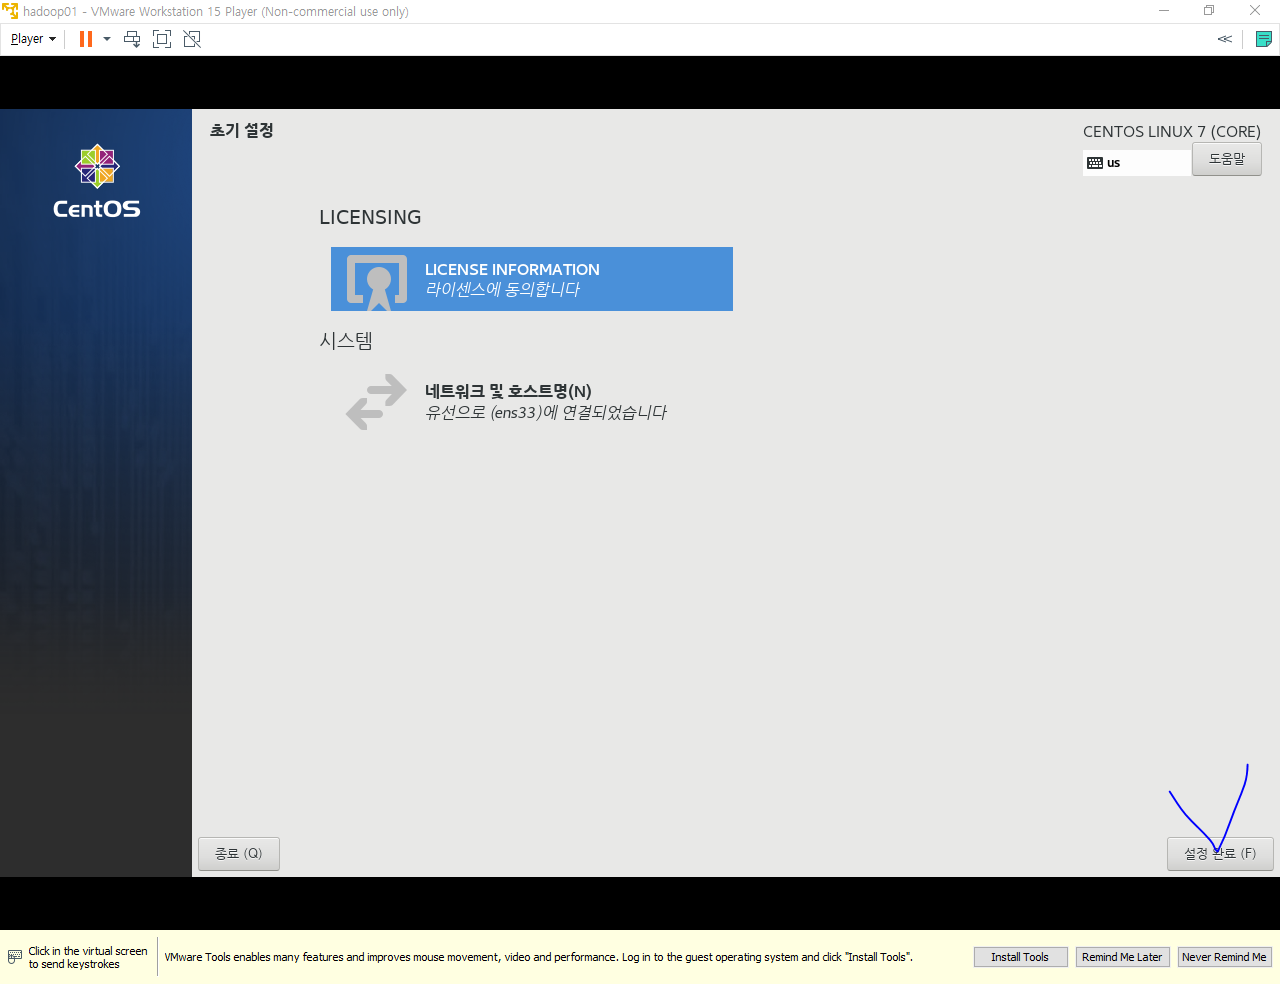 hadoop01 - VMware Workstation 15 Player (Non-commercial use only)
Player
초기 설정
CENTOS LINUX 7 (CORE)
us
도움말
CentOS
LICENSING
LICENSE INFORMATION
라이센스에 동의합니다
시스템
네트워크 및 호스트명(N)
유선으로 (ens33)에 연결되었습니다
종료 (Q)
설정 완료 (F)
Click in the virtual screen
to send keystrokes
VMware Tools enables many features and improves mouse movement, video and performance. Log in to the guest operating system and click "Install Tools".
Install Tools
Remind Me Later
Never Remind Me